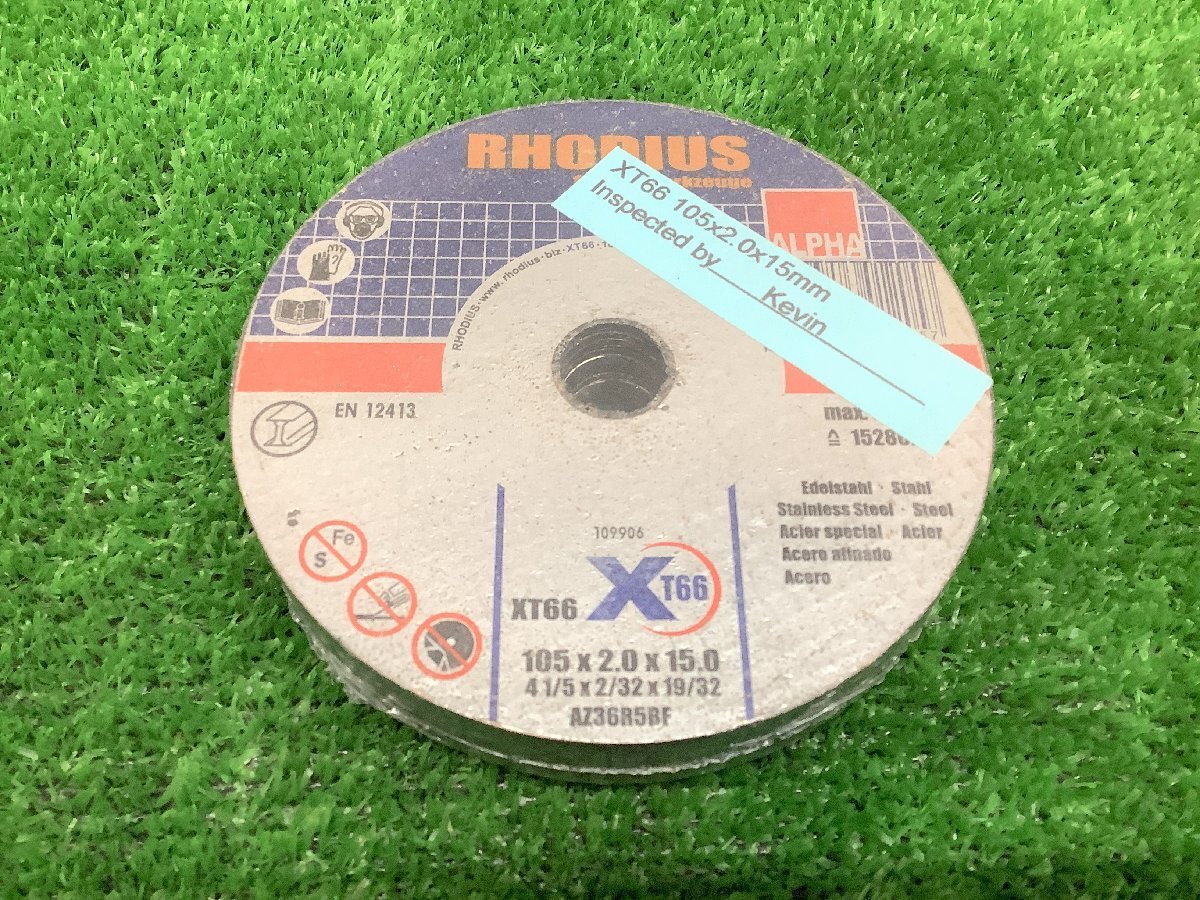 RHODIUS
XT66 105x2.0x15mm
Inspected by Kevin
ALPHA
RHODIUS · www.rhodius.biz · XT66 ·
EN 12413
max.
Edelstahl · Stahl
Stainless Steel · Steel
Acier special · Acier
Acero afinado
Acero
Fe
S
109906
XT66 XT66
105 x 2.0 x 15.0
4 1/5 x 2/32 x 19/32
AZ36R5BF